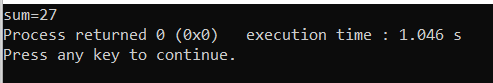 sum=27
Process returned 0 (0x0)   execution time : 1.046 s
Press any key to continue.